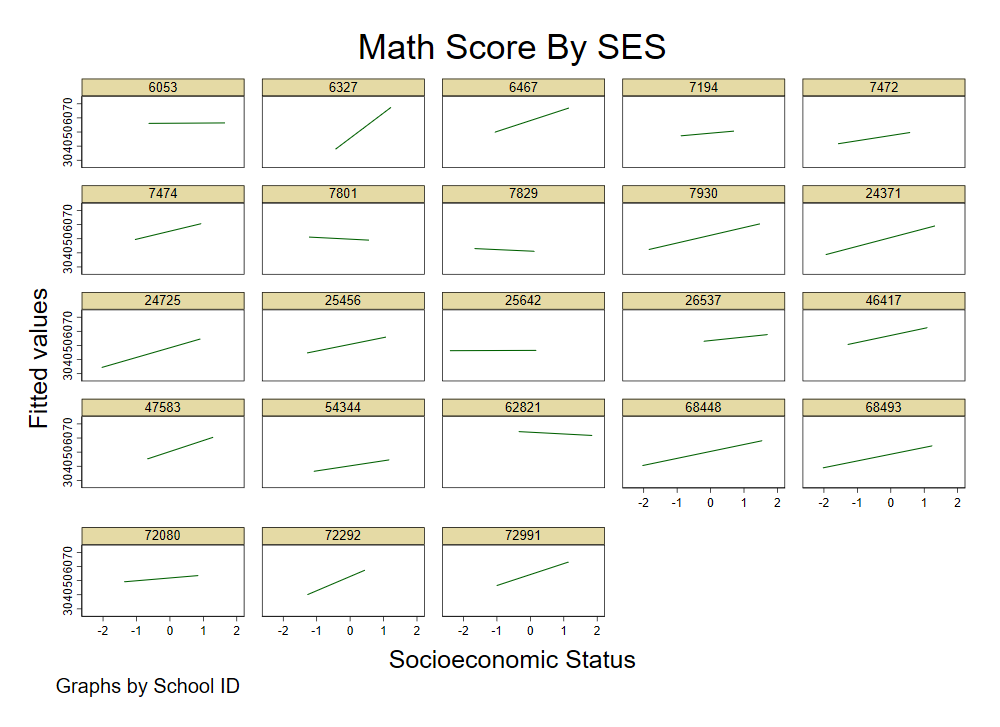 Math Score By SES
6053 6327 6467 7194 7472
3040506070
7474 7801 7829 7930 24371
3040506070
24725 25456 25642 26537 46417
3040506070
47583 54344 62821 68448 68493
3040506070
-2 -1 0 1 2 -2 -1 0 1 2
72080 72292 72991
3040506070
-2 -1 0 1 2 -2 -1 0 1 2 -2 -1 0 1 2
Fitted values
Socioeconomic Status
Graphs by School ID